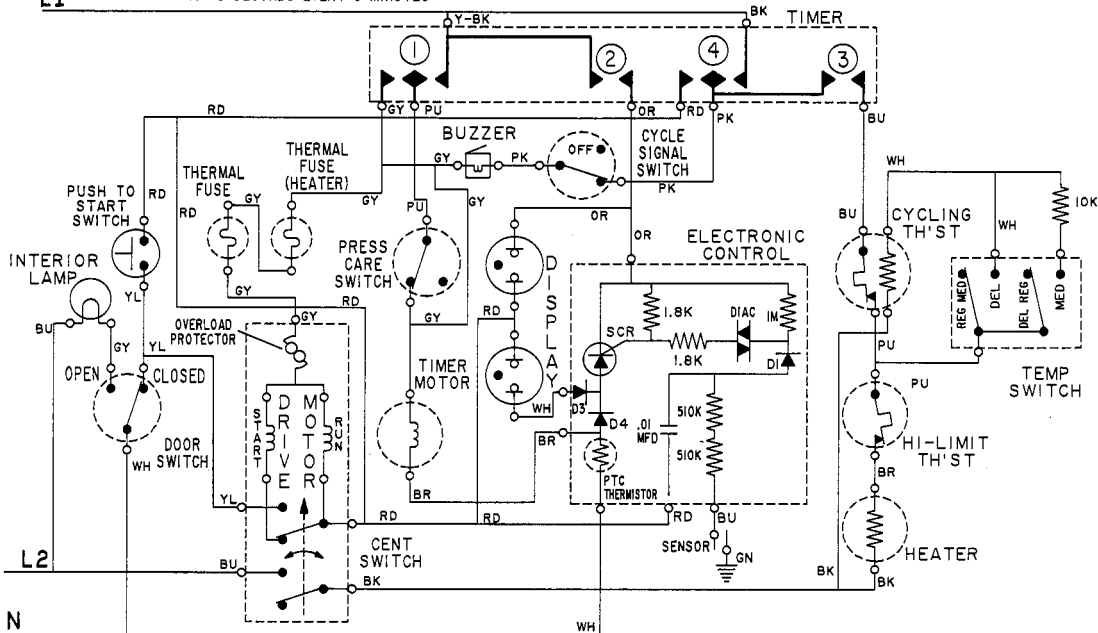 L1
Y-BK
BK
TIMER
1
2
4
3
GY
PU
OR
RD
PK
BU
RD
BUZZER
GY
PK
OFF
CYCLE
SIGNAL
SWITCH
PK
WH
THERMAL
FUSE
(HEATER)
THERMAL
FUSE
GY
GY
PU
GY
OR
OR
BU
WH
10K
PUSH TO
START
SWITCH
RD
RD
PRESS
CARE
SWITCH
ELECTRONIC
CONTROL
CYCLING
TH'ST
INTERIOR
LAMP
YL
GY
RD
GY
RD
DISPLAY
REG MED
DEL
DEL REG
MED
BU
GY
YL
OVERLOAD
PROTECTOR
GY
SCR
1.8K
1.8K
DIAC
1M
D1
PU
TEMP
SWITCH
OPEN
CLOSED
TIMER
MOTOR
WH
D3
D4
BR
.01
MFD
510K
510K
PU
HI-LIMIT
TH'ST
DOOR
SWITCH
WH
START
DRIVE
MOTOR
RUN
PTC
THERMISTOR
BR
BR
YL
RD
RD
RD
BU
SENSOR
GN
HEATER
CENT
SWITCH
L2
BU
BK
BK
BK
N
WH